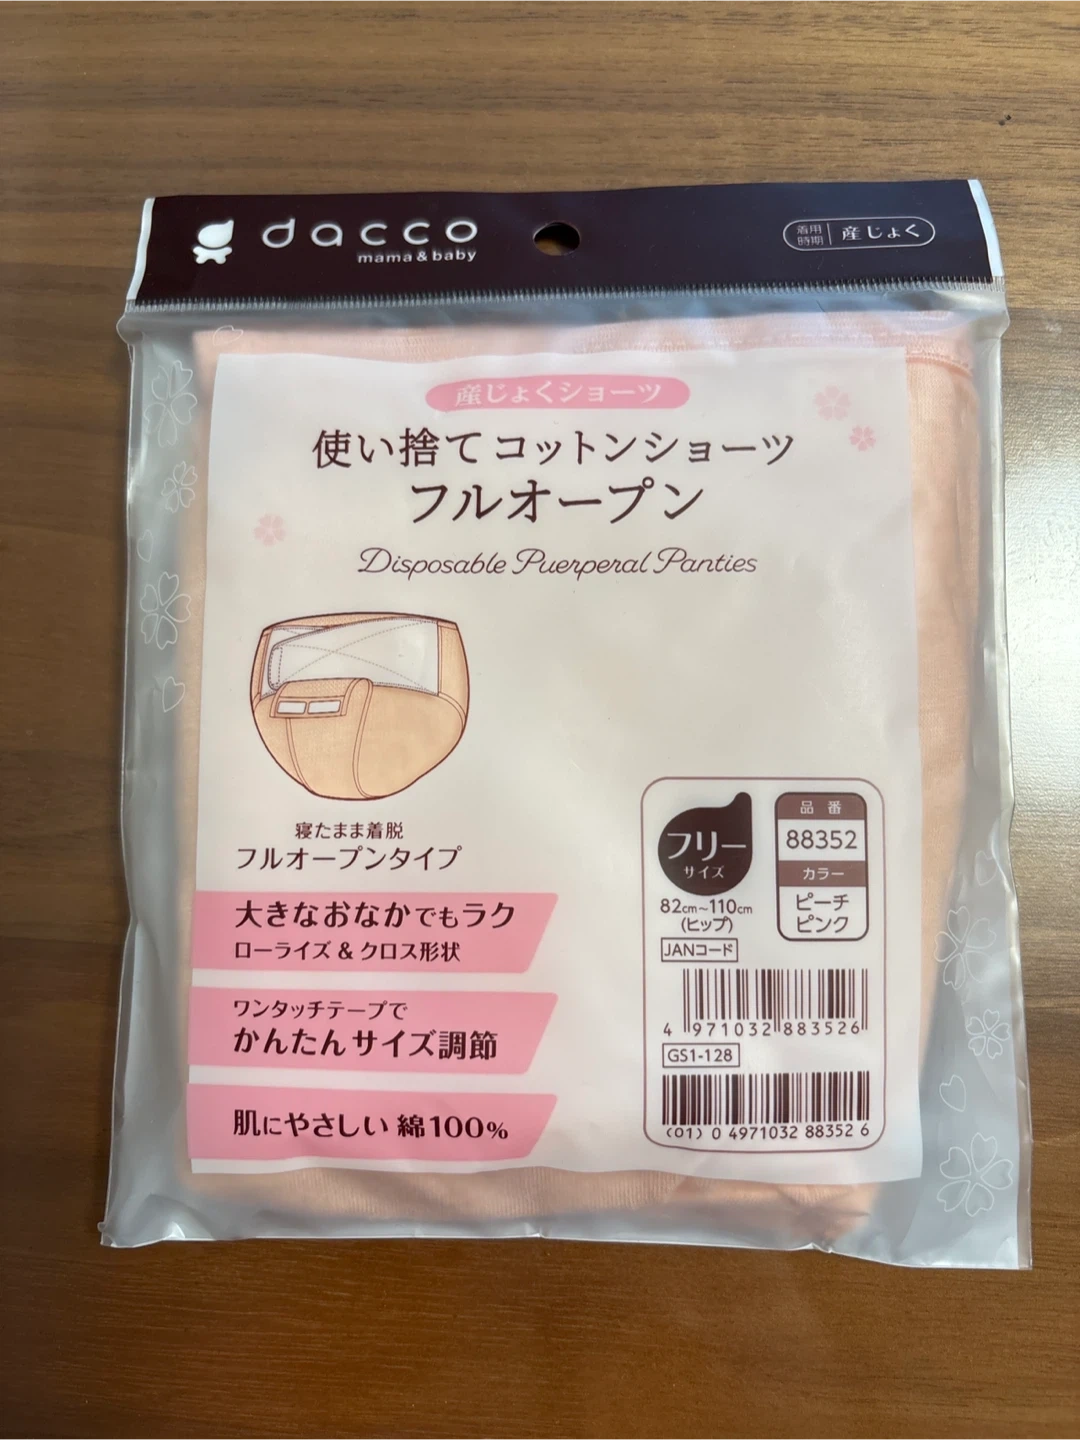 dacco
mama & baby
着用時期 産じょく
産じょくショーツ
使い捨てコットンショーツ
フルオープン
Disposable Puerperal Panties
寝たまま着脱
フルオープンタイプ
大きなおなかでもラク
ローライズ & クロス形状
ワンタッチテープで
かんたんサイズ調節
肌にやさしい 綿100%
フリー
サイズ
82cm~110cm
(ヒップ)
品番
88352
カラー
ピーチ
ピンク
JANコード
4 971032 883526
GS1-128
(01) 0 4971032 88352 6